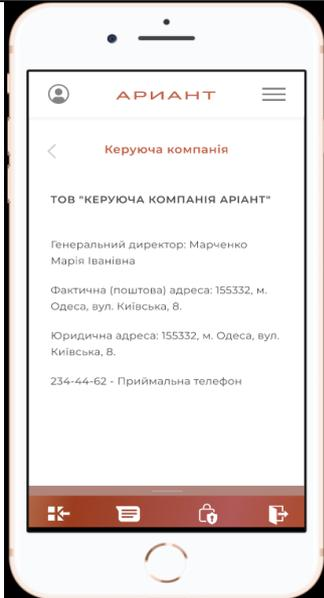 АРИАНТ
Керуюча компанія
ТОВ "КЕРУЮЧА КОМПАНІЯ АРІАНТ"
Генеральний директор: Марченко
Марія Іванівна
Фактична (поштова) адреса: 155332, м.
Одеса, вул. Київська, 8.
Юридична адреса: 155332, м. Одеса, вул.
Київська, 8.
234-44-62 - Приймальна телефон